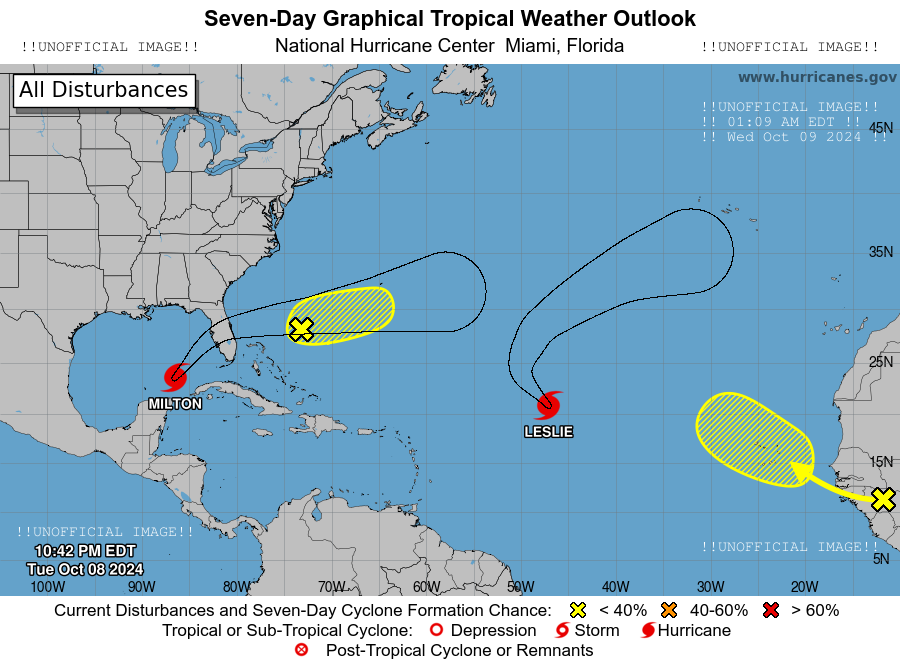 Seven-Day Graphical Tropical Weather Outlook
!!UNOFFICIAL IMAGE!!
National Hurricane Center Miami, Florida
!!UNOFFICIAL IMAGE!!
All Disturbances
www.hurricanes.gov
!!UNOFFICIAL IMAGE!!
!! 01:09 AM EDT !!
!! Wed Oct 09 2024 !!
45N
35N
25N
MILTON
LESLIE
15N
!!UNOFFICIAL IMAGE!!
10:42 PM EDT
Tue Oct 08 2024
!!UNOFFICIAL IMAGE!!
5N
100W 90W 80W 70W 60W 50W 40W 30W 20W
Current Disturbances and Seven-Day Cyclone Formation Chance: < 40% 40-60% > 60%
Tropical or Sub-Tropical Cyclone: Depression Storm Hurricane
Post-Tropical Cyclone or Remnants